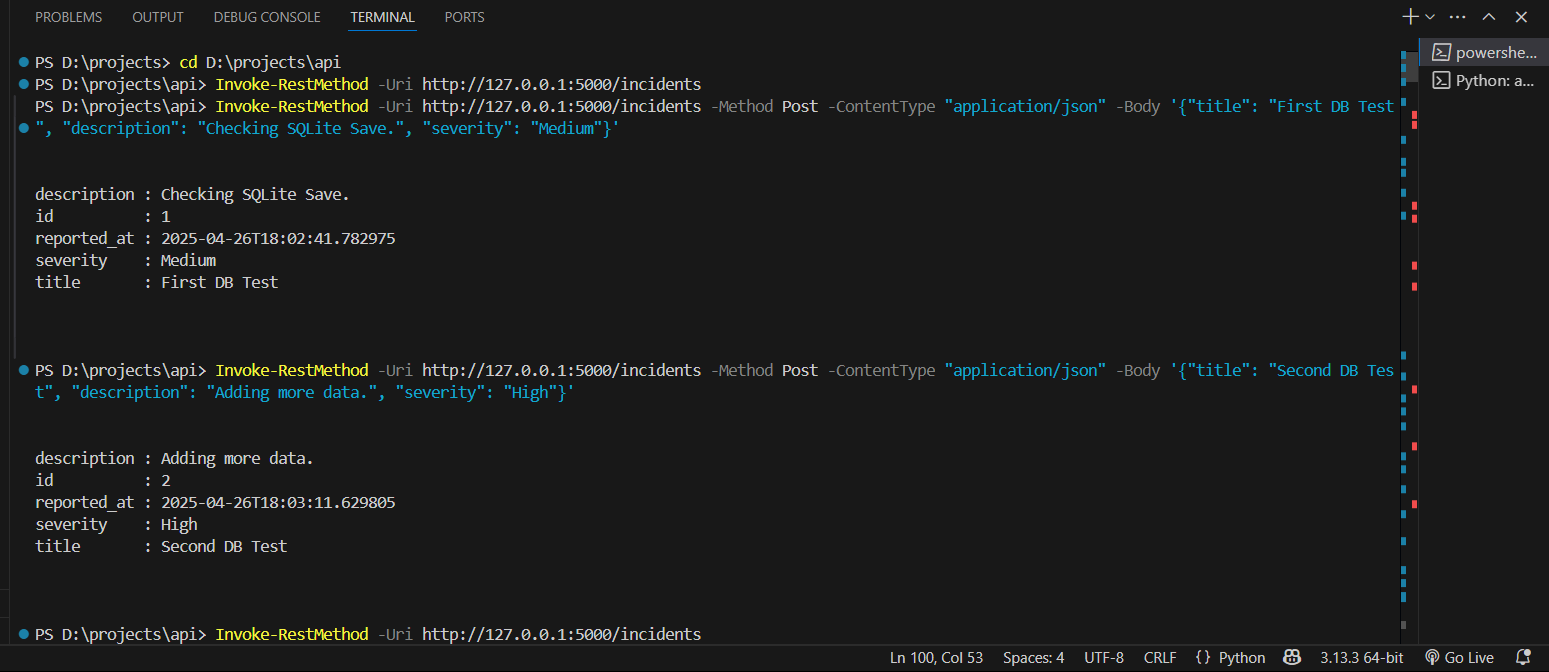 PROBLEMS OUTPUT DEBUG CONSOLE TERMINAL PORTS
PS D:\projects> cd D:\projects\api
PS D:\projects\api> Invoke-RestMethod -Uri http://127.0.0.1:5000/incidents
PS D:\projects\api> Invoke-RestMethod -Uri http://127.0.0.1:5000/incidents -Method Post -ContentType "application/json" -Body '{"title": "First DB Test
", "description": "Checking SQLite Save.", "severity": "Medium"}'
description : Checking SQLite Save.
id : 1
reported_at : 2025-04-26T18:02:41.782975
severity : Medium
title : First DB Test
PS D:\projects\api> Invoke-RestMethod -Uri http://127.0.0.1:5000/incidents -Method Post -ContentType "application/json" -Body '{"title": "Second DB Tes
t", "description": "Adding more data.", "severity": "High"}'
description : Adding more data.
id : 2
reported_at : 2025-04-26T18:03:11.629805
severity : High
title : Second DB Test
PS D:\projects\api> Invoke-RestMethod -Uri http://127.0.0.1:5000/incidents
powershe...
Python: a...
Ln 100, Col 53 Spaces: 4 UTF-8 CRLF {} Python 3.13.3 64-bit Go Live